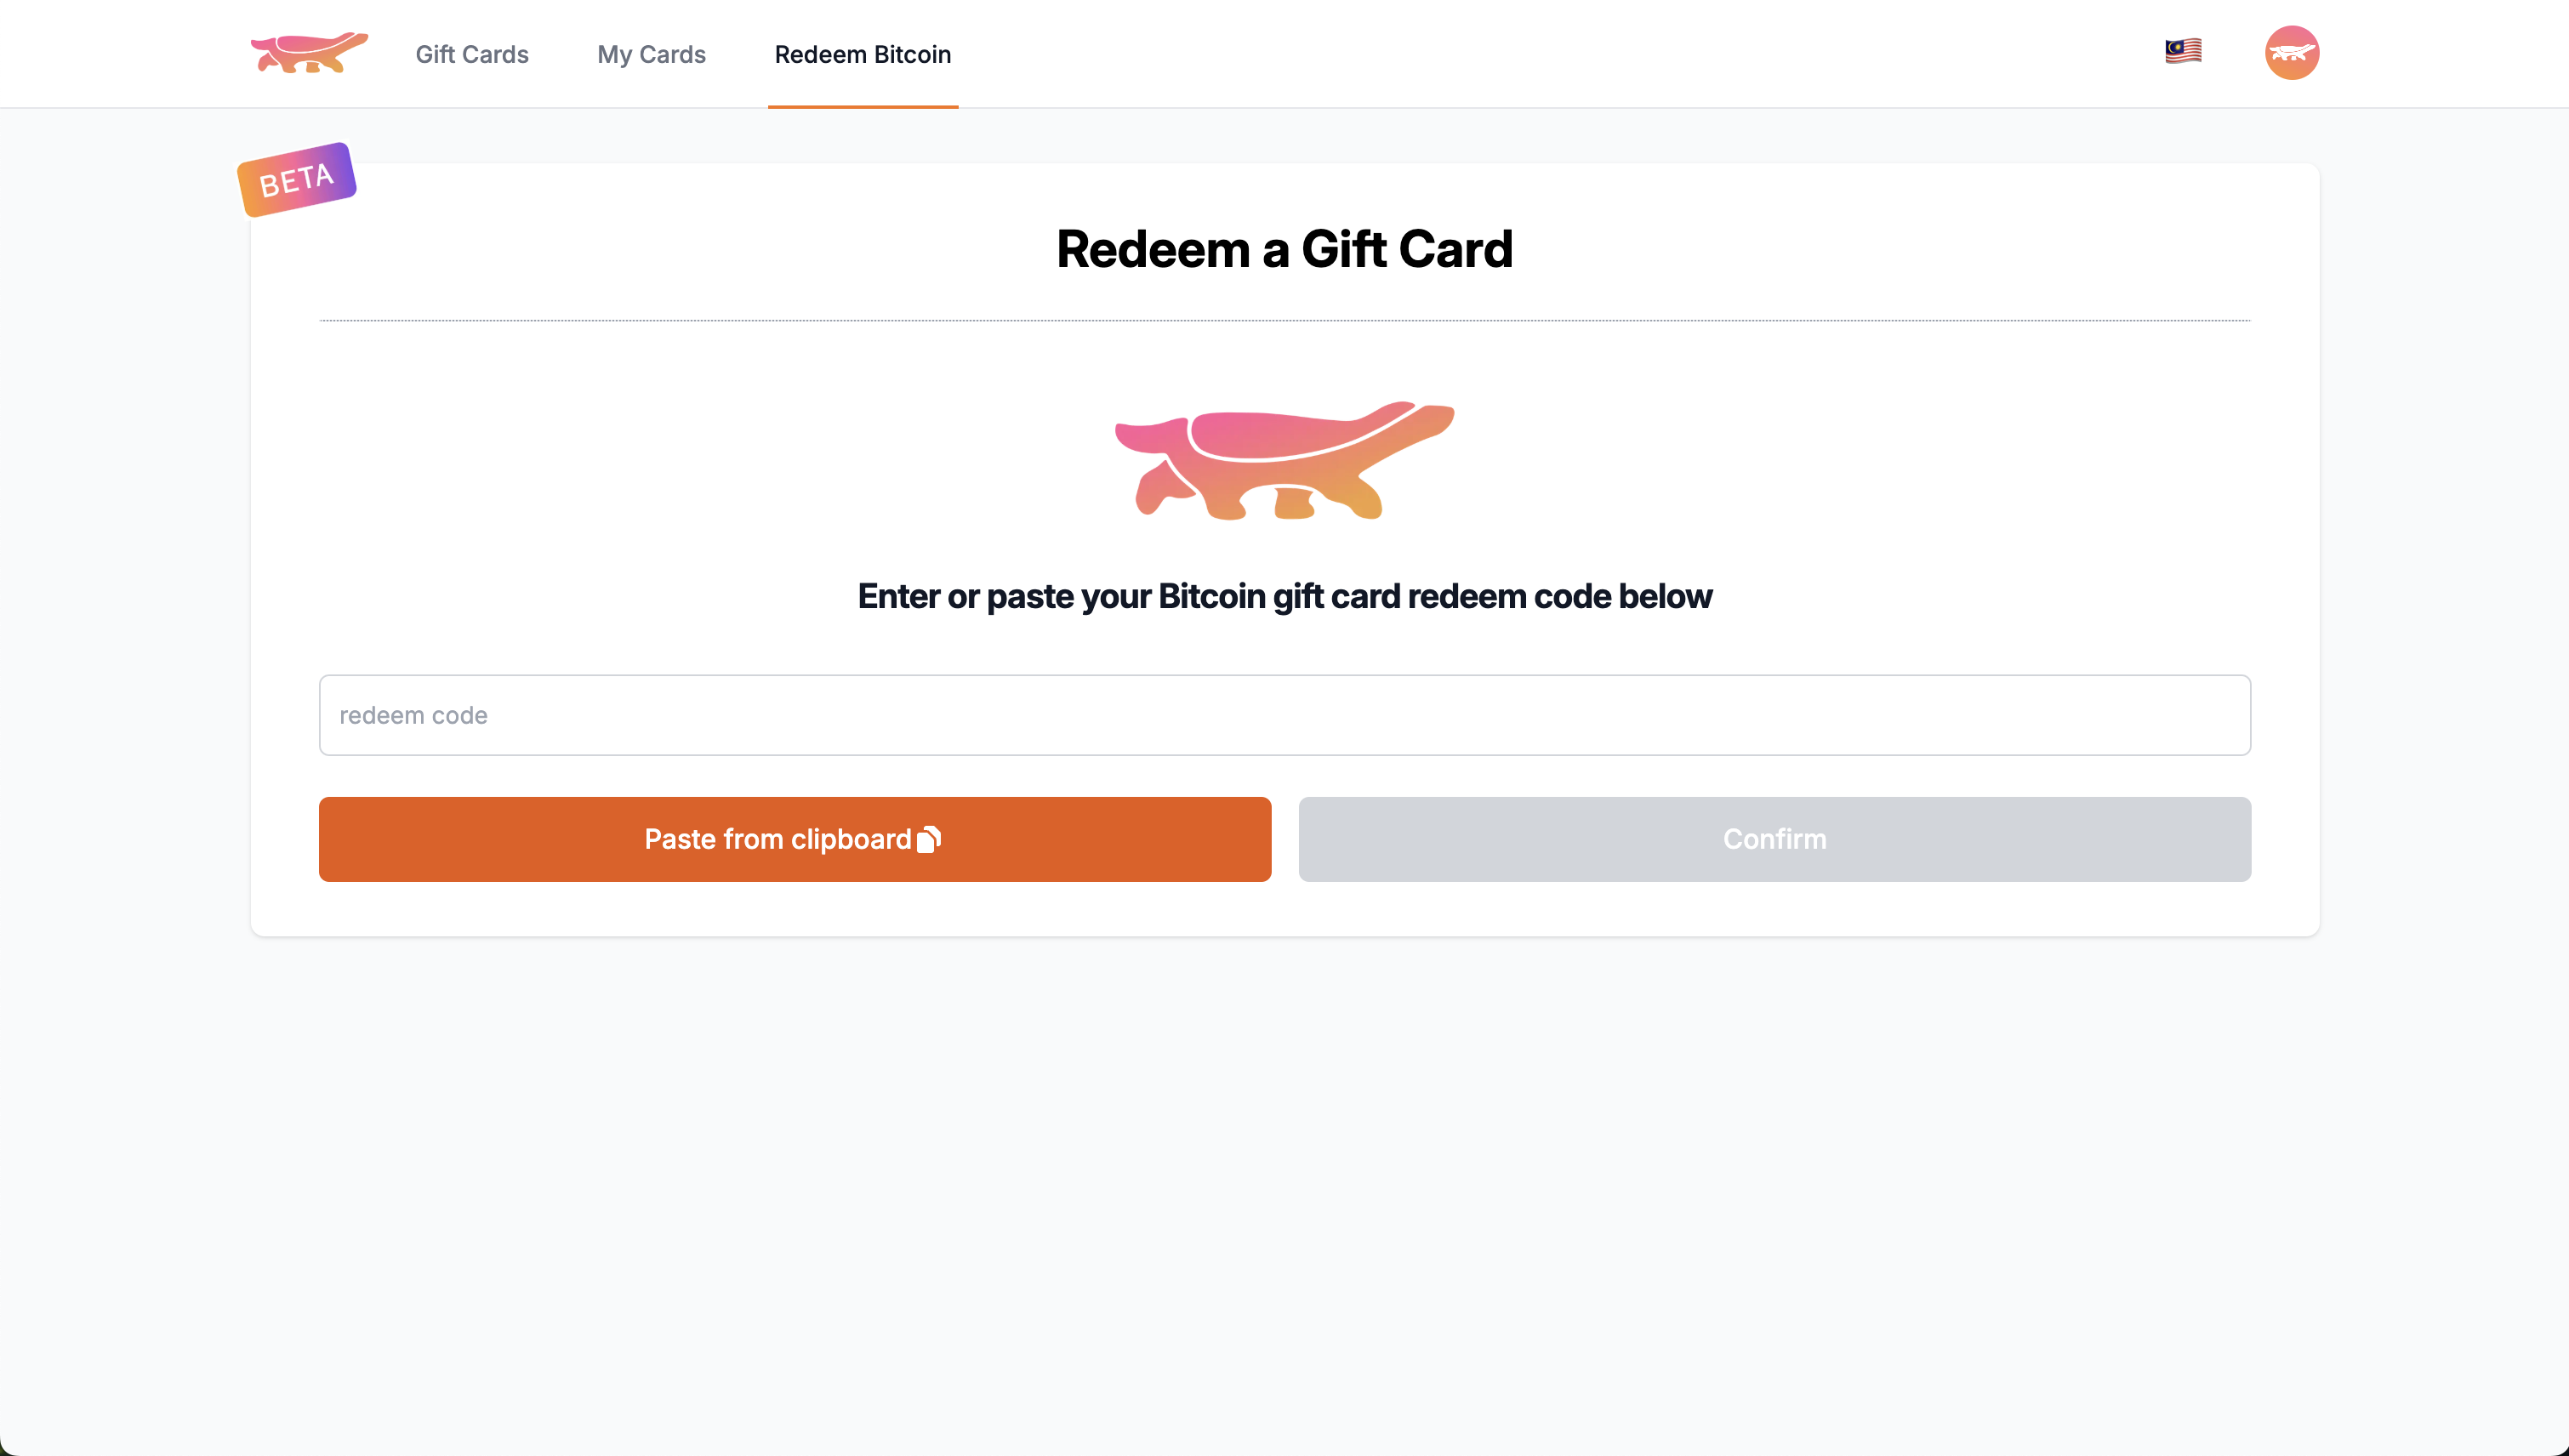 Gift Cards
My Cards
Redeem Bitcoin
BETA
Redeem a Gift Card
Enter or paste your Bitcoin gift card redeem code below
redeem code
Paste from clipboard
Confirm